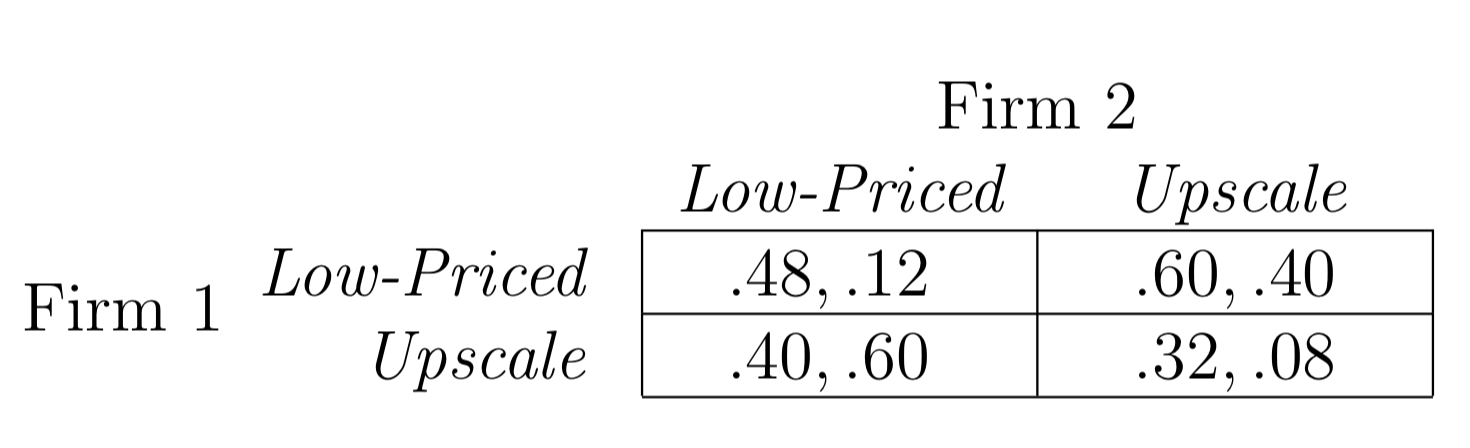 Firm 2
Low-Priced Upscale
Low-Priced .48, .12 .60, .40
Firm 1
Upscale .40, .60 .32, .08